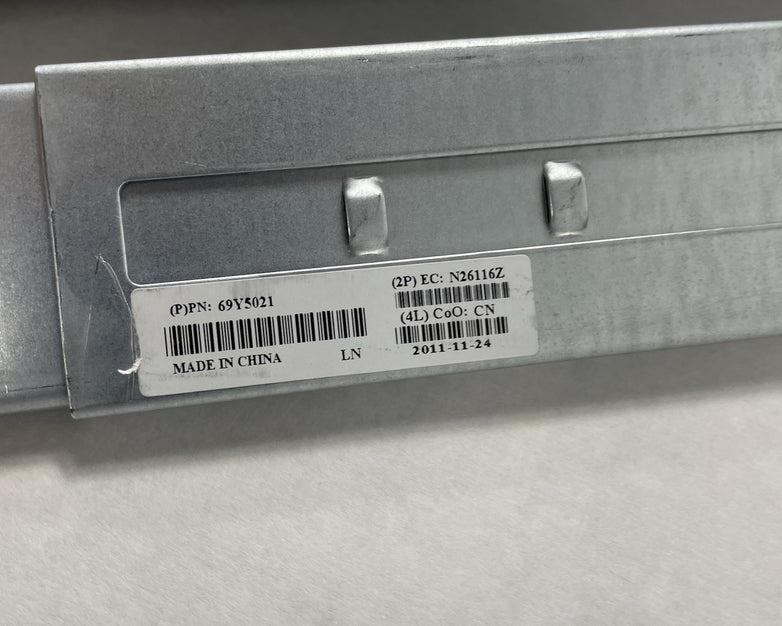 (P)PN: 69Y5021
MADE IN CHINA
LN
(2P) EC: N26116Z
(4L) CoO: CN
2011-11-24